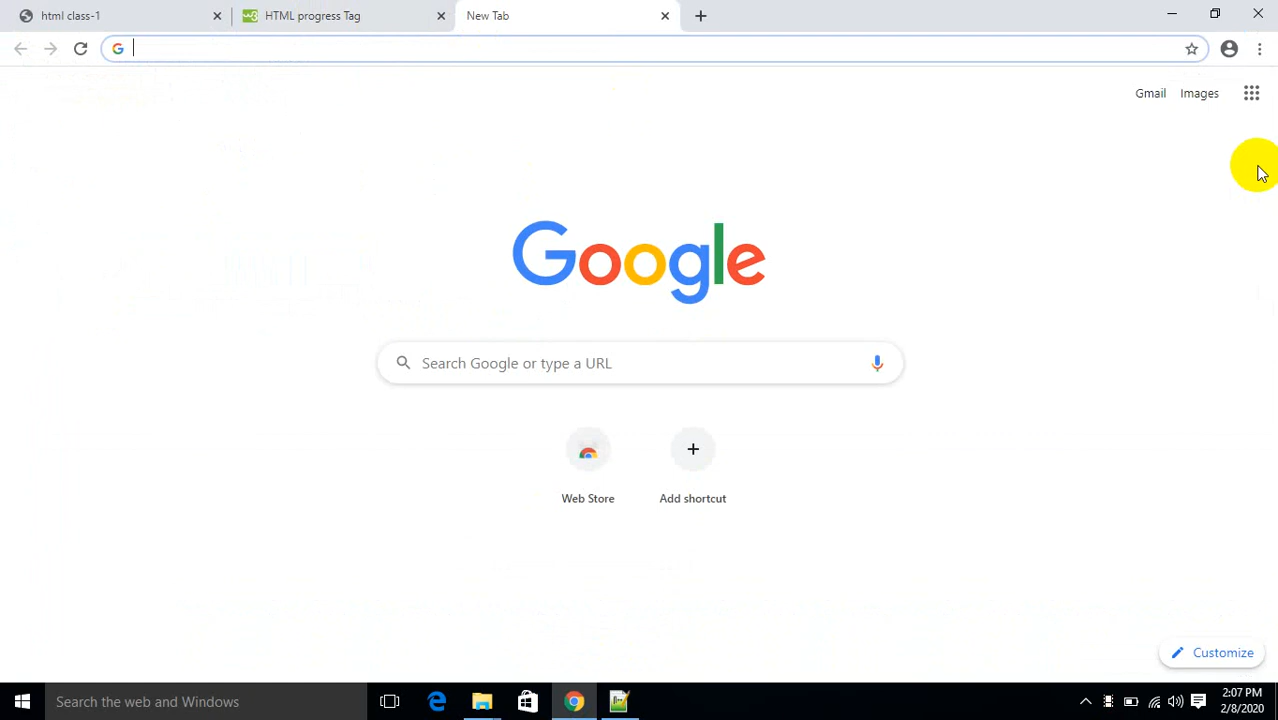 html class-1
HTML progress Tag
New Tab
Gmail
Images
Google
Search Google or type a URL
Web Store
Add shortcut
Customize
Search the web and Windows
2:07 PM
2/8/2020